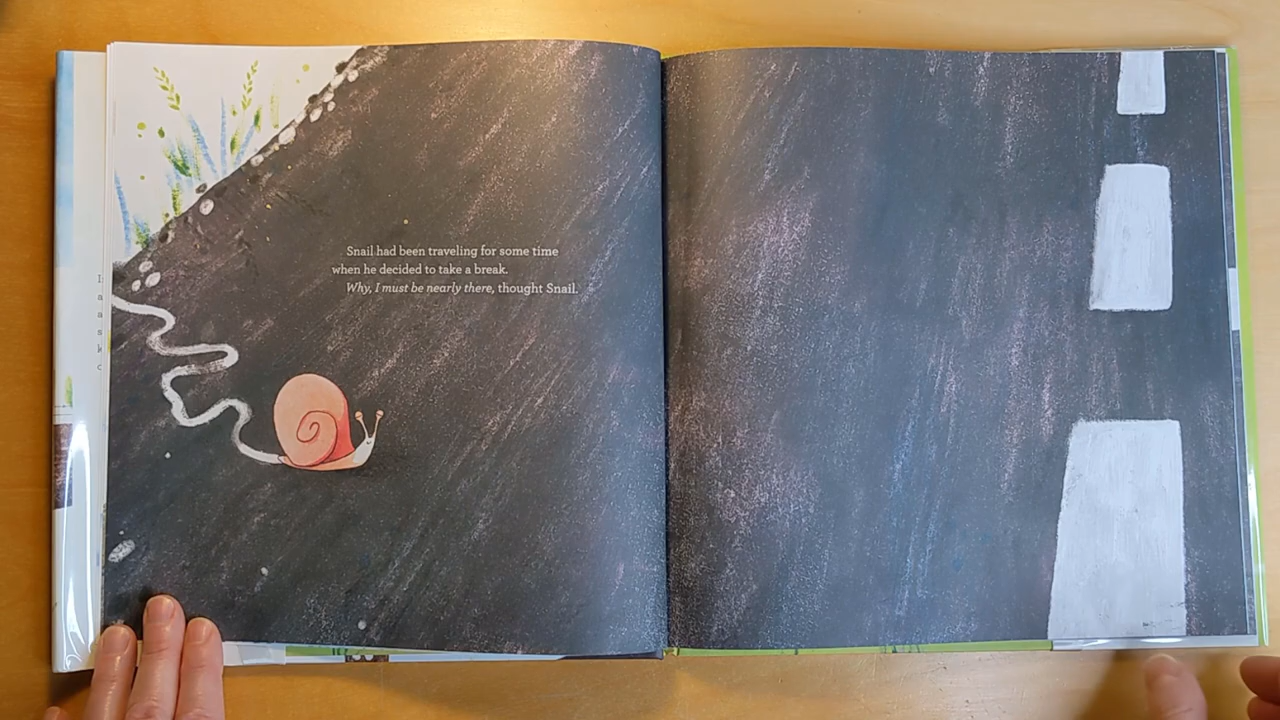 Snail had been traveling for some time
when he decided to take a break.
Why, I must be nearly there, thought Snail.